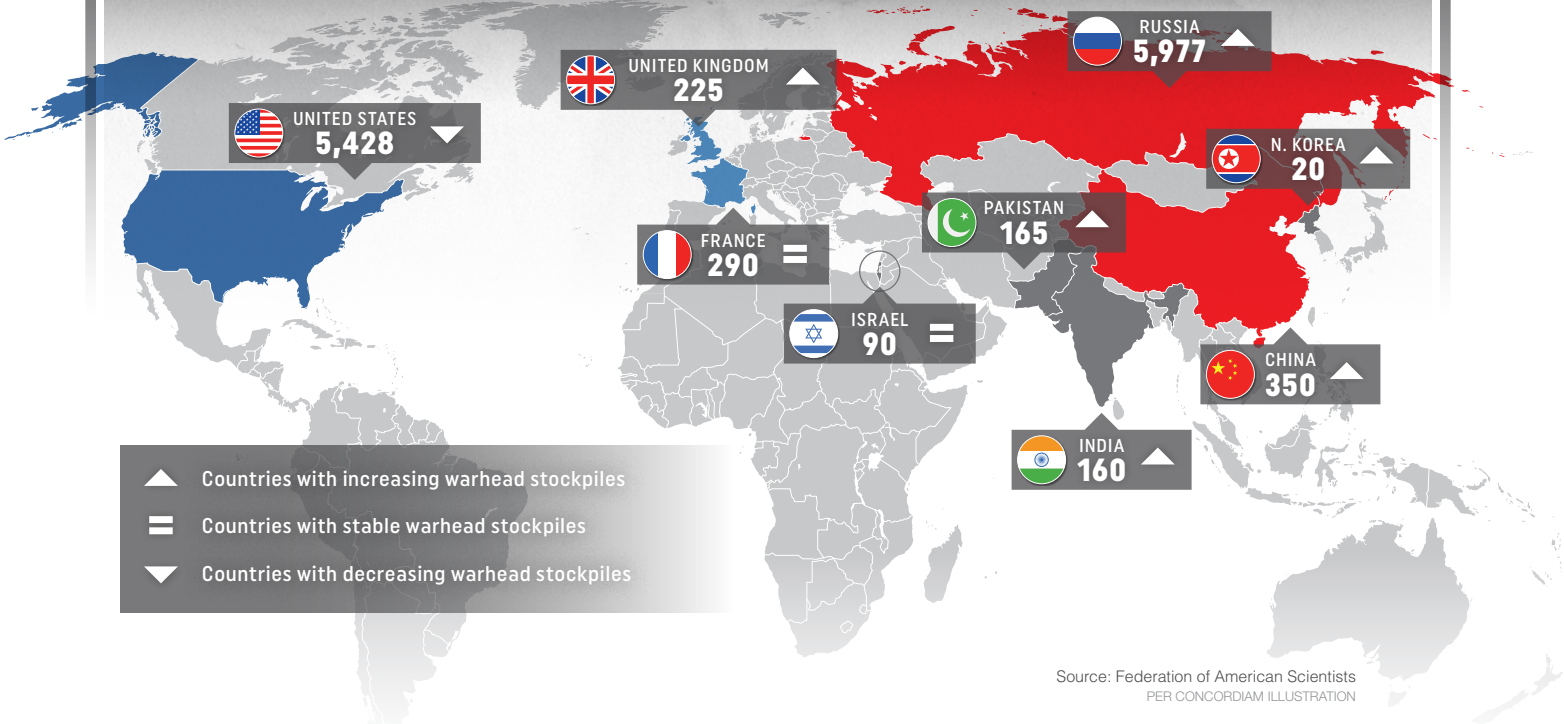 RUSSIA
5,977
UNITED KINGDOM
225
UNITED STATES
5,428
N. KOREA
20
PAKISTAN
165
FRANCE
290
ISRAEL
90
CHINA
350
INDIA
160
Countries with increasing warhead stockpiles
Countries with stable warhead stockpiles
Countries with decreasing warhead stockpiles
Source: Federation of American Scientists
PER CONCORDIAM ILLUSTRATION